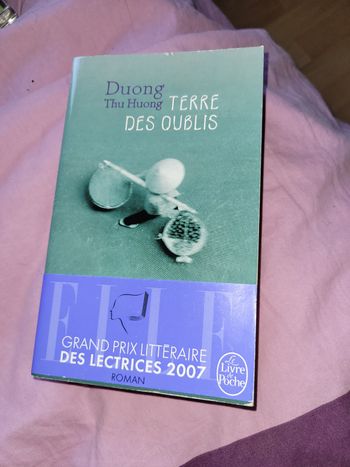 Duong
Thu Huong
TERRE
DES OUBLIS
ELLE
GRAND PRIX LITTÉRAIRE
DES LECTRICES 2007
ROMAN
Le
Livre
de
Poche